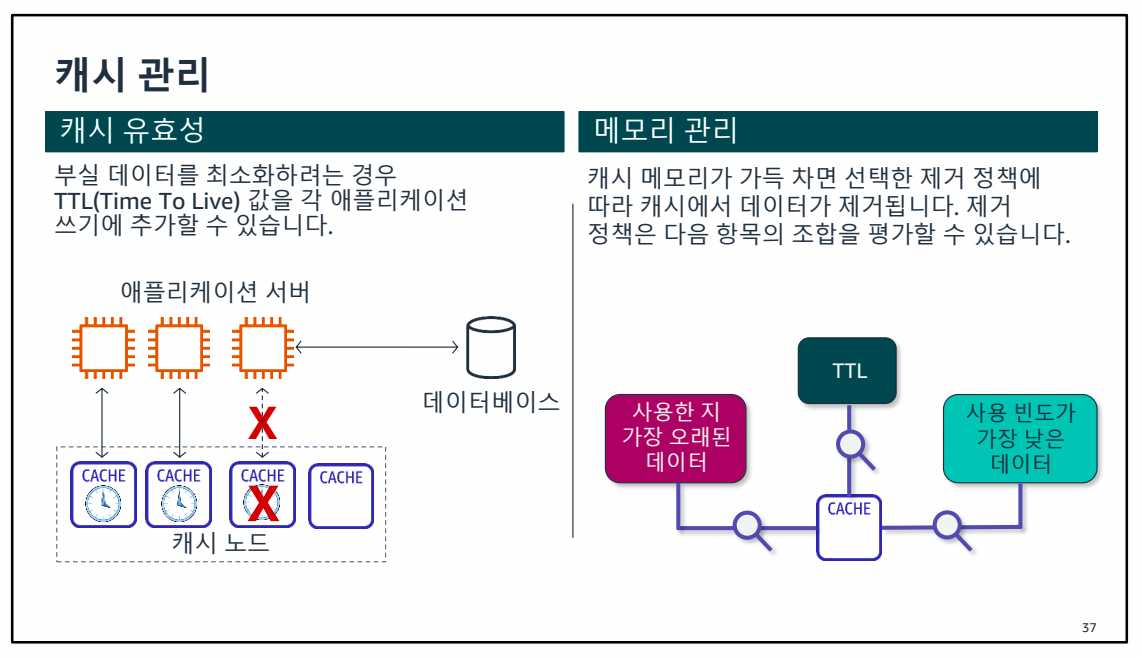 캐시 관리
캐시 유효성
부실 데이터를 최소화하려는 경우
TTL(Time To Live) 값을 각 애플리케이션
쓰기에 추가할 수 있습니다.
애플리케이션 서버
데이터베이스
CACHE
CACHE
CACHE
CACHE
캐시 노드
메모리 관리
캐시 메모리가 가득 차면 선택한 제거 정책에
따라 캐시에서 데이터가 제거됩니다. 제거
정책은 다음 항목의 조합을 평가할 수 있습니다.
TTL
사용한 지
가장 오래된
데이터
사용 빈도가
가장 낮은
데이터
CACHE
37